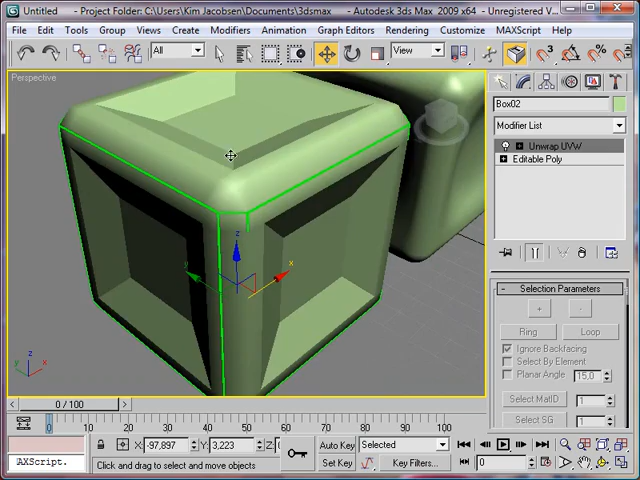 Untitled - Project Folder: C:\Users\Kim Jacobsen\Documents\3dsmax - Autodesk 3ds Max 2009 x64 - Unregistered V...
File Edit Tools Group Views Create Modifiers Animation Graph Editors Rendering Customize MAXScript Help
All View
Perspective
Box02
Modifier List
Unwrap UVW
Editable Poly
z
y x
Selection Parameters
+ -
Ring Loop
Ignore Backfacing
Select By Element
Planar Angle 15,0
Select MatID 1
Select SG 1
z
y x
0 / 100
0 10 20 30 40 50 60 70 80 90 100
X: -97,897 Y: 3,223 Z:
Auto Key Selected
AXScript. Click and drag to select and move objects Set Key Key Filters... 0